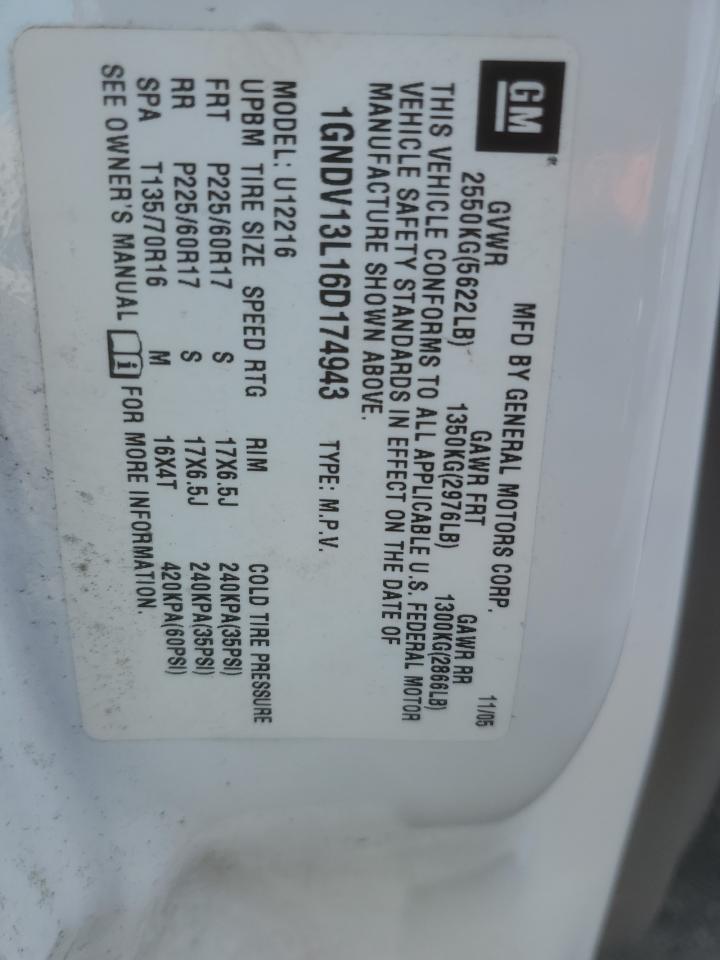 GM
MFD BY GENERAL MOTORS CORP. 11/05
GVWR GAWR FRT GAWR RR
2550KG(5622LB) 1350KG(2976LB) 1300KG(2866LB)
THIS VEHICLE CONFORMS TO ALL APPLICABLE U.S. FEDERAL MOTOR
VEHICLE SAFETY STANDARDS IN EFFECT ON THE DATE OF
MANUFACTURE SHOWN ABOVE.
1GNDV13L16D174943 TYPE: M.P.V.
MODEL: U12216
UPBM TIRE SIZE SPEED RTG RIM COLD TIRE PRESSURE
FRT P225/60R17 S 17X6.5J 240KPA(35PSI)
RR P225/60R17 S 17X6.5J 240KPA(35PSI)
SPA T135/70R16 M 16X4T 420KPA(60PSI)
SEE OWNER'S MANUAL i FOR MORE INFORMATION.